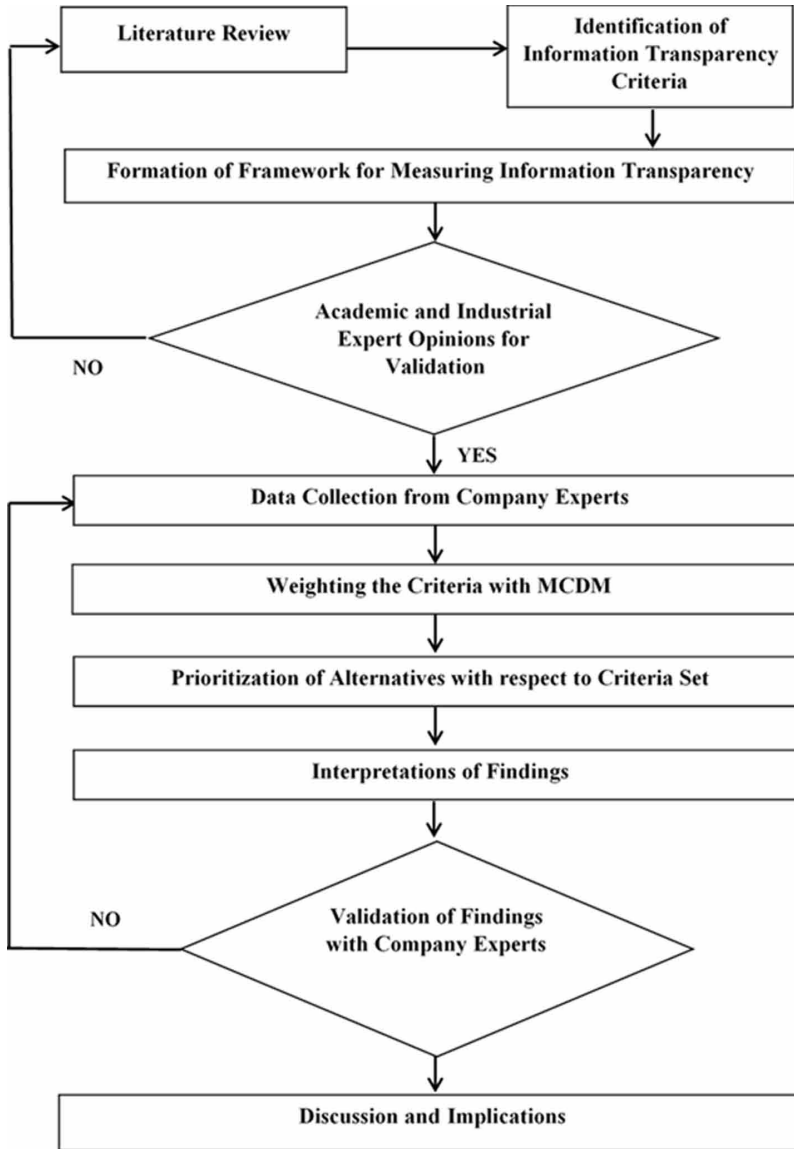 Literature Review
Identification of
Information Transparency
Criteria
Formation of Framework for Measuring Information Transparency
Academic and Industrial
Expert Opinions for
Validation
NO
YES
Data Collection from Company Experts
Weighting the Criteria with MCDM
Prioritization of Alternatives with respect to Criteria Set
Interpretations of Findings
NO
Validation of Findings
with Company Experts
Discussion and Implications